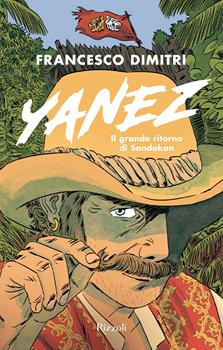 FRANCESCO DIMITRI
YANEZ
Il grande ritorno
di Sandokan
Rizzoli